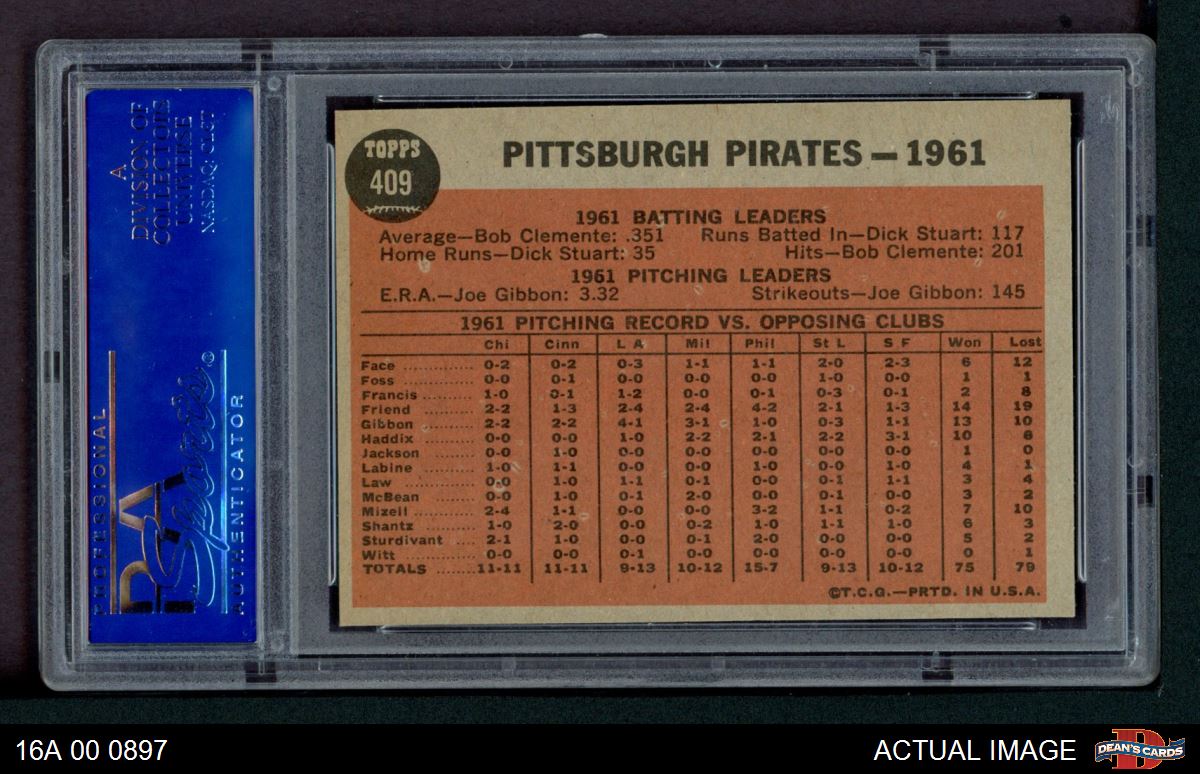 A
DIVISION OF
COLLECTORS
UNIVERSE
NASDAQ: CLCT
PROFESSIONAL
PSA
Sports®
AUTHENTICATOR
TOPPS
409
PITTSBURGH PIRATES — 1961
1961 BATTING LEADERS
Average—Bob Clemente: .351 Runs Batted In—Dick Stuart: 117
Home Runs—Dick Stuart: 35 Hits—Bob Clemente: 201
1961 PITCHING LEADERS
E.R.A.—Joe Gibbon: 3.32 Strikeouts—Joe Gibbon: 145
1961 PITCHING RECORD VS. OPPOSING CLUBS
Chi Cinn L A Mil Phil St L S F Won Lost
Face 0-2 0-2 0-3 1-1 1-1 2-0 2-3 6 12
Foss 0-0 0-1 0-0 0-0 0-0 1-0 0-0 1 1
Francis 1-0 0-1 1-2 0-0 0-1 0-3 0-1 2 8
Friend 2-2 1-3 2-4 2-4 4-2 2-1 1-3 14 19
Gibbon 2-2 2-2 4-1 3-1 1-0 0-3 1-1 13 10
Haddix 0-0 0-0 1-0 2-2 2-1 2-2 3-1 10 6
Jackson 0-0 1-0 0-0 0-0 0-0 0-0 0-0 1 0
Labine 1-0 1-1 0-0 0-0 1-0 0-0 1-0 4 1
Law 0-0 1-0 1-1 0-1 0-0 0-1 1-1 3 4
McBean 0-0 1-0 0-1 2-0 0-0 0-1 0-0 3 2
Mizell 2-4 1-1 0-0 0-0 3-2 1-1 0-2 7 10
Shantz 1-0 2-0 0-0 0-2 1-0 1-1 1-0 6 3
Sturdivant 2-1 1-0 0-0 0-1 2-0 0-0 0-0 5 2
Witt 0-0 0-0 0-1 0-0 0-0 0-0 0-0 0 1
TOTALS 11-11 11-11 9-13 10-12 15-7 9-13 10-12 75 79
©T.C.G.—PRTD. IN U.S.A.
16A 00 0897
ACTUAL IMAGE
DEAN'S CARDS